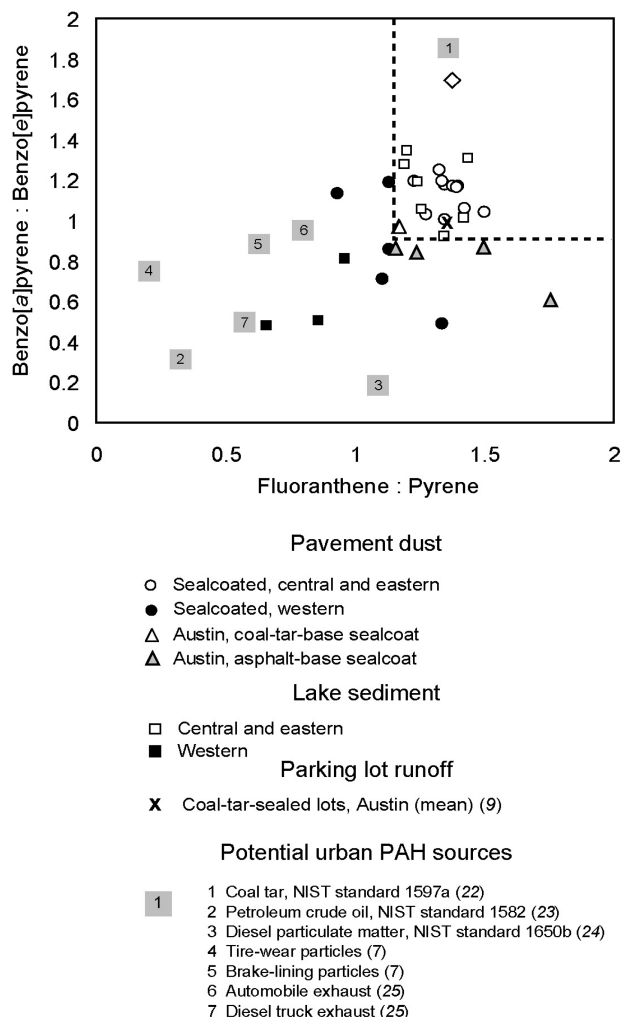 2
1.8
1.6
1.4
1.2
1
0.8
0.6
0.4
0.2
0
Benzo[a]pyrene : Benzo[e]pyrene
1
6
5
4
7
2
3
0 0.5 1 1.5 2
Fluoranthene : Pyrene
Pavement dust
Sealcoated, central and eastern
Sealcoated, western
Austin, coal-tar-base sealcoat
Austin, asphalt-base sealcoat
Lake sediment
Central and eastern
Western
Parking lot runoff
x Coal-tar-sealed lots, Austin (mean) (9)
Potential urban PAH sources
1
1 Coal tar, NIST standard 1597a (22)
2 Petroleum crude oil, NIST standard 1582 (23)
3 Diesel particulate matter, NIST standard 1650b (24)
4 Tire-wear particles (7)
5 Brake-lining particles (7)
6 Automobile exhaust (25)
7 Diesel truck exhaust (25)